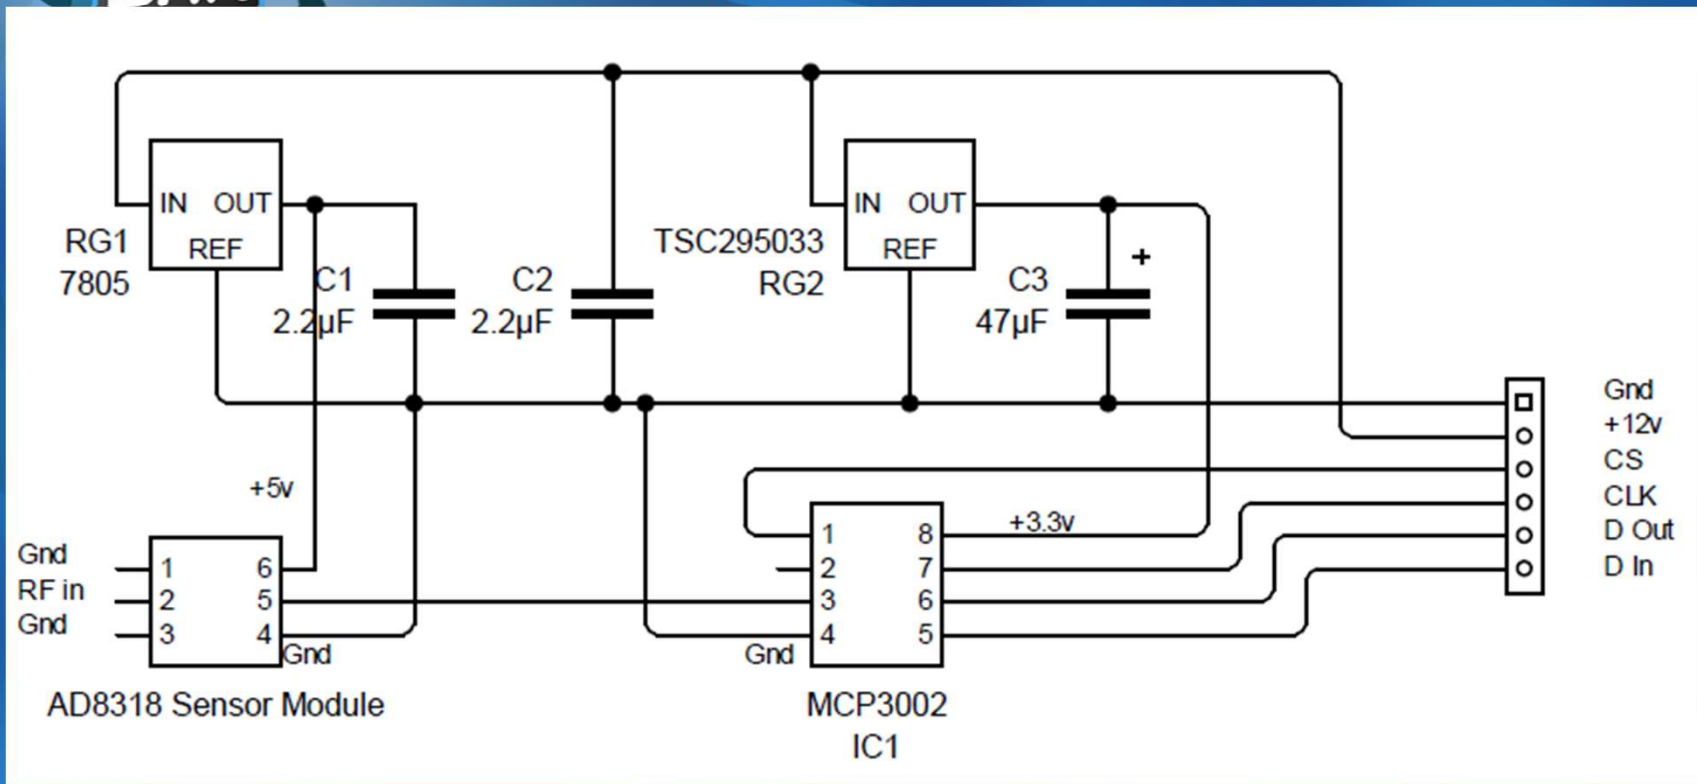 IN OUT
REF
RG1
7805
C1
2.2µF
C2
2.2µF
TSC295033
RG2
IN OUT
REF
C3
47µF
+
Gnd
+12v
CS
CLK
D Out
D In
+5v
Gnd
RF in
Gnd
1 6
2 5
3 4
Gnd
AD8318 Sensor Module
+3.3v
1 8
2 7
3 6
4 5
Gnd
MCP3002
IC1